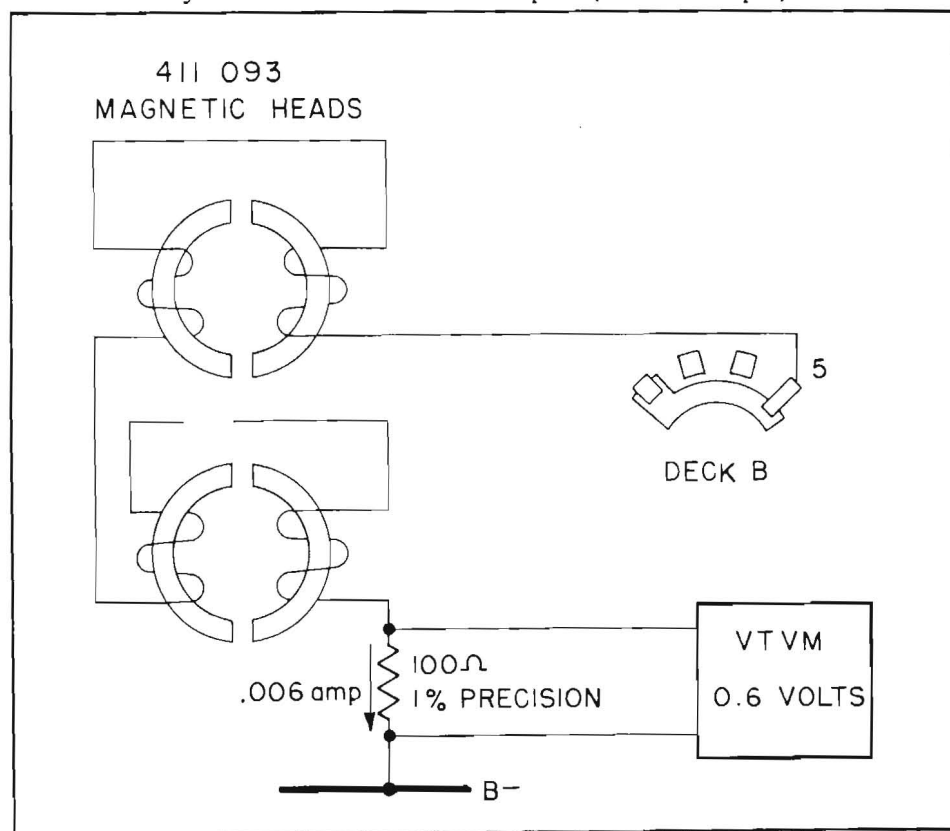 411 093
MAGNETIC HEADS
5
DECK B
100Ω
.006 amp
1% PRECISION
VTVM
0.6 VOLTS
B-